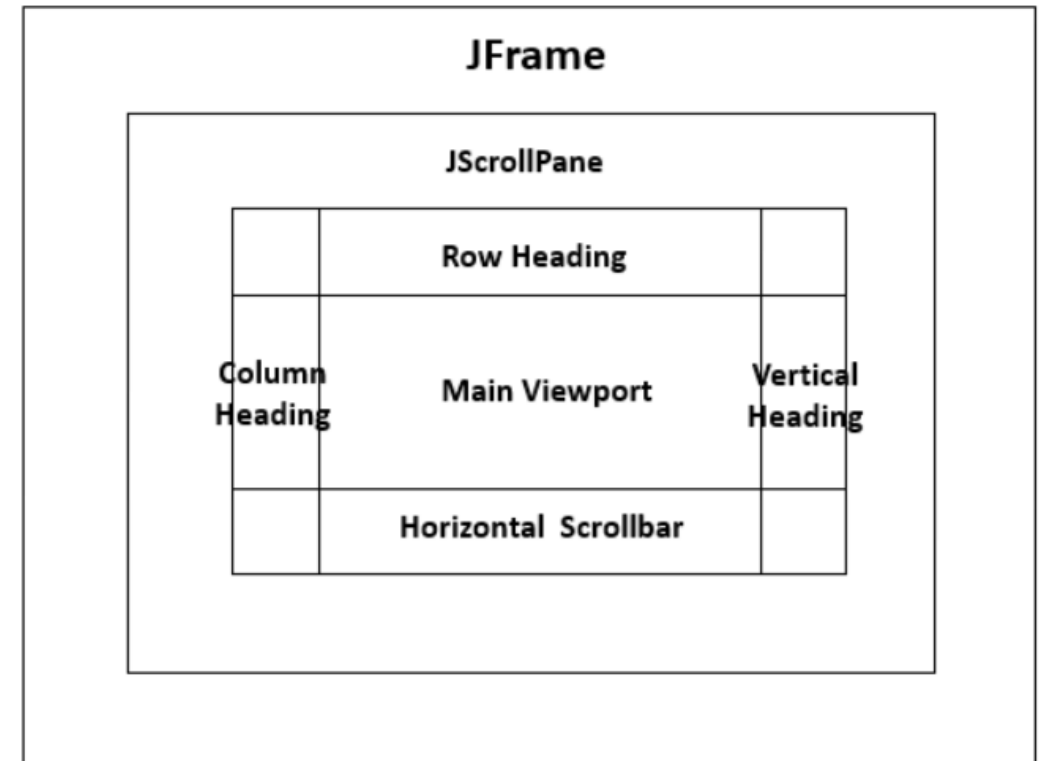 JFrame
JScrollPane
Row Heading
Column
Heading
Main Viewport
Vertical
Heading
Horizontal Scrollbar